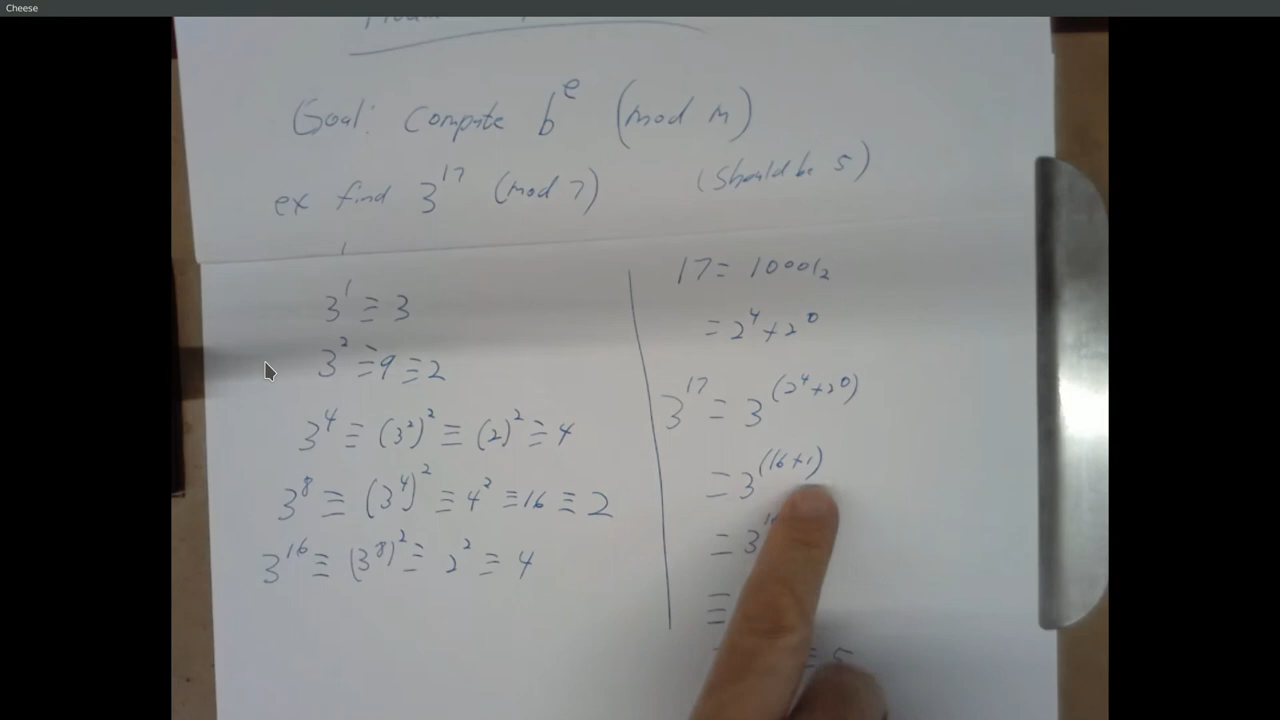 Cheese
Goal: Compute b^e (mod m)
ex find 3^17 (mod 7) (should be 5)
3^1 ≡ 3
3^2 ≡ 9 ≡ 2
3^4 ≡ (3^2)^2 ≡ (2)^2 ≡ 4
3^8 ≡ (3^4)^2 ≡ 4^2 ≡ 16 ≡ 2
3^16 ≡ (3^8)^2 ≡ 2^2 ≡ 4
17 = 10001₂
= 2^4 + 2^0
3^17 = 3^(2^4 + 2^0)
= 3^(16+1)
= 3
≡
≡ 5